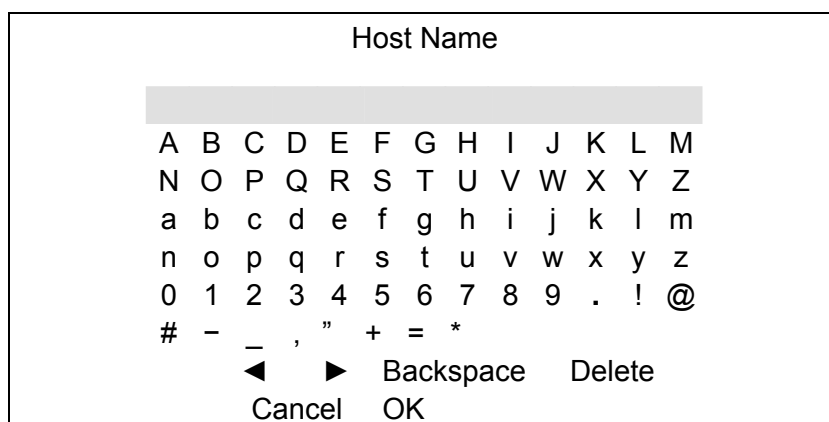 Host Name
A B C D E F G H I J K L M
N O P Q R S T U V W X Y Z
a b c d e f g h i j k l m
n o p q r s t u v w x y z
0 1 2 3 4 5 6 7 8 9 . ! @
# − _ , ” + = *
◄ ► Backspace Delete
Cancel OK